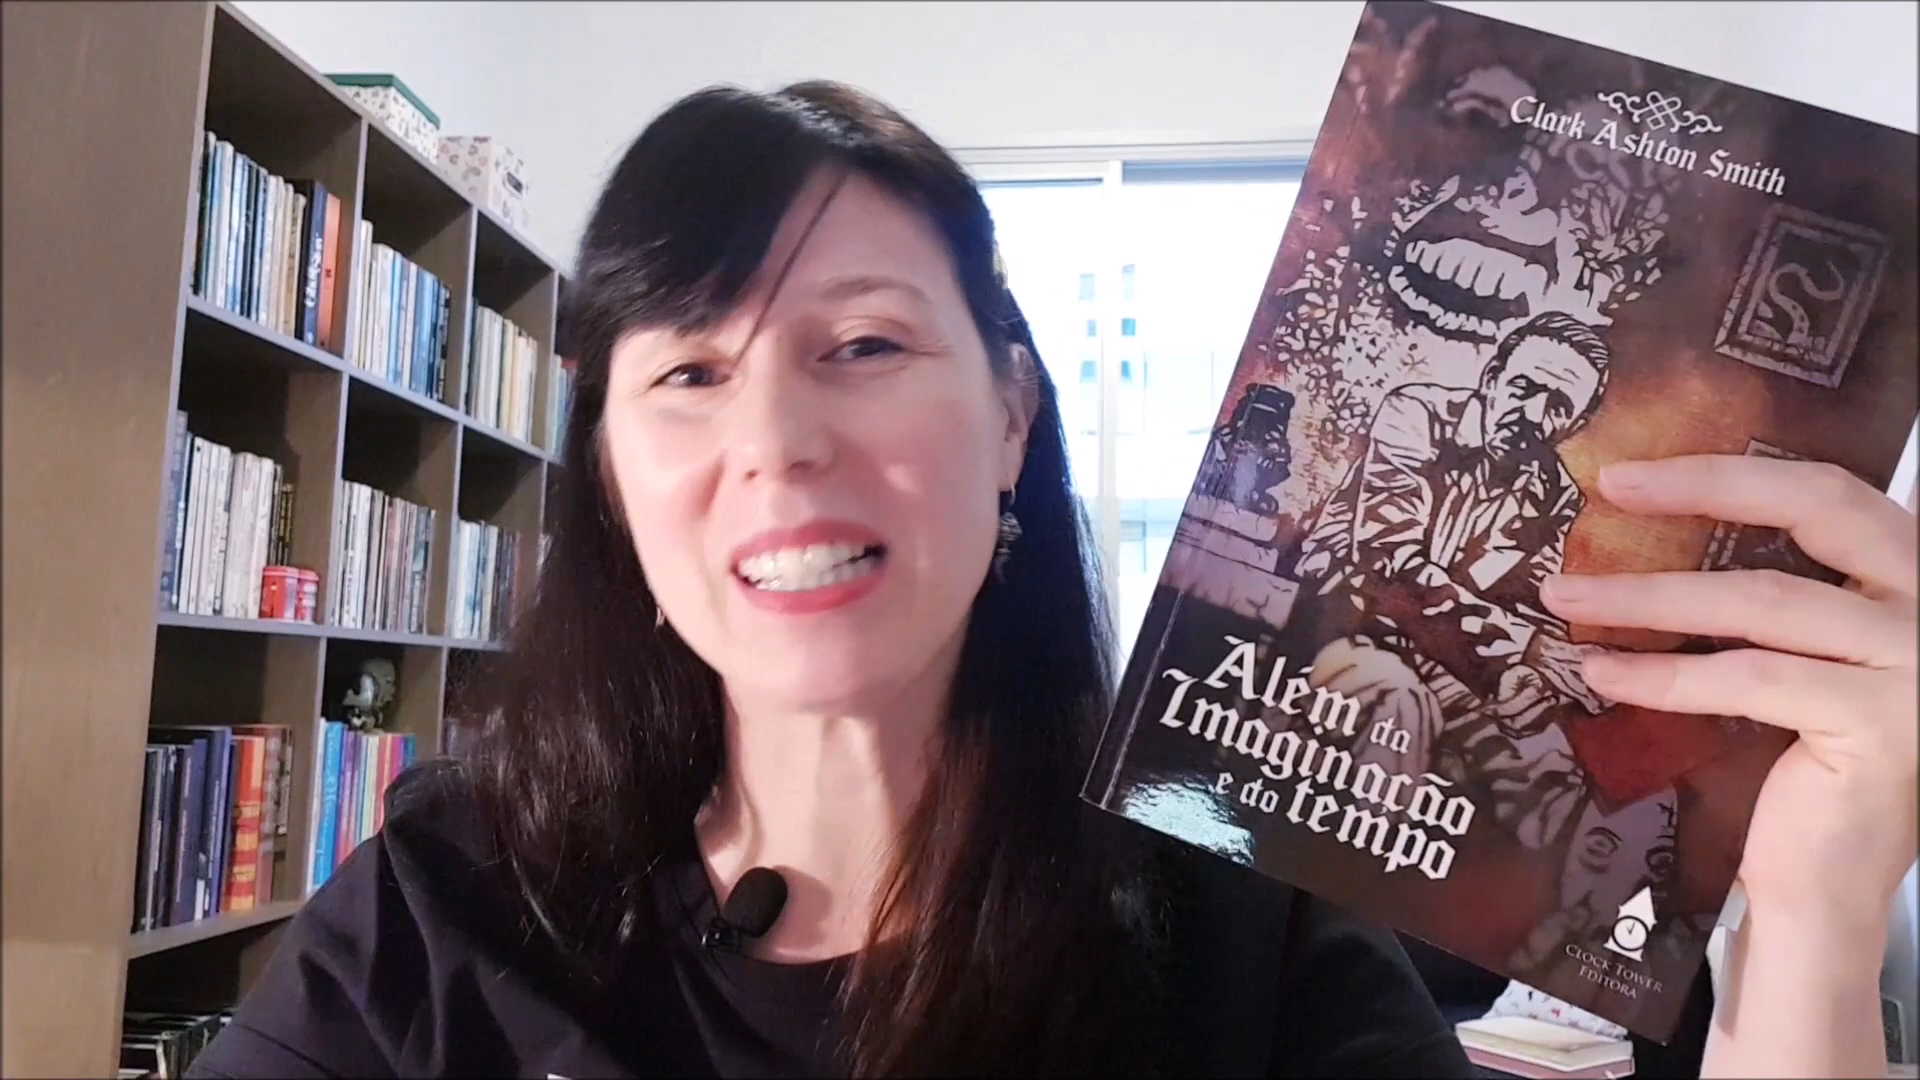 Clark Ashton Smith
Além da
Imaginação
e do tempo
Clock Tower
Editora